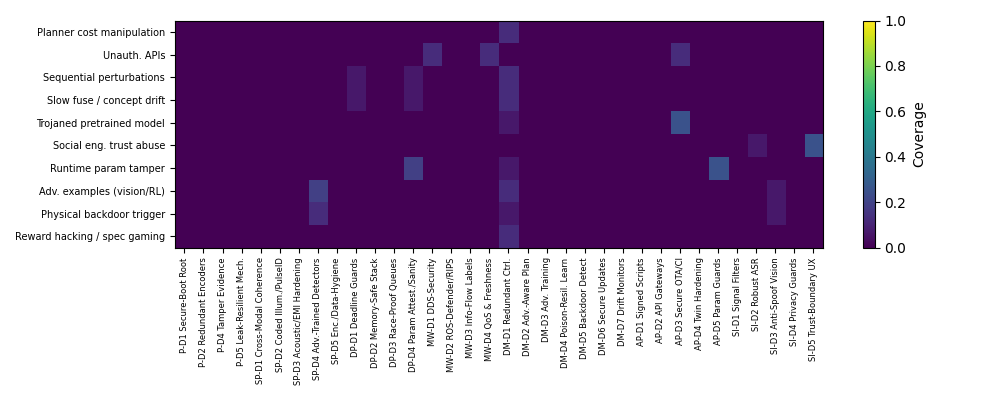 Planner cost manipulation
Unauth. APIs
Sequential perturbations
Slow fuse / concept drift
Trojaned pretrained model
Social eng. trust abuse
Runtime param tamper
Adv. examples (vision/RL)
Physical backdoor trigger
Reward hacking / spec gaming
P-D1 Secure-Boot Root
P-D2 Redundant Encoders
P-D4 Tamper Evidence
P-D5 Leak-Resilient Mech.
SP-D1 Cross-Modal Coherence
SP-D2 Coded Illum./PulseID
SP-D3 Acoustic/EMI Hardening
SP-D4 Adv.-Trained Detectors
SP-D5 Enc./Data-Hygiene
DP-D1 Deadline Guards
DP-D2 Memory-Safe Stack
DP-D3 Race-Proof Queues
DP-D4 Param Attest./Sanity
MW-D1 DDS-Security
MW-D2 ROS-Defender/RIPS
MW-D3 Info-Flow Labels
MW-D4 QoS & Freshness
DM-D1 Redundant Ctrl.
DM-D2 Adv.-Aware Plan
DM-D3 Adv. Training
DM-D4 Poison-Resil. Learn
DM-D5 Backdoor Detect
DM-D6 Secure Updates
DM-D7 Drift Monitors
AP-D1 Signed Scripts
AP-D2 API Gateways
AP-D3 Secure OTA/CI
AP-D4 Twin Hardening
AP-D5 Param Guards
SI-D1 Signal Filters
SI-D2 Robust ASR
SI-D3 Anti-Spoof Vision
SI-D4 Privacy Guards
SI-D5 Trust-Boundary UX
1.0
0.8
0.6
0.4
0.2
0.0
Coverage